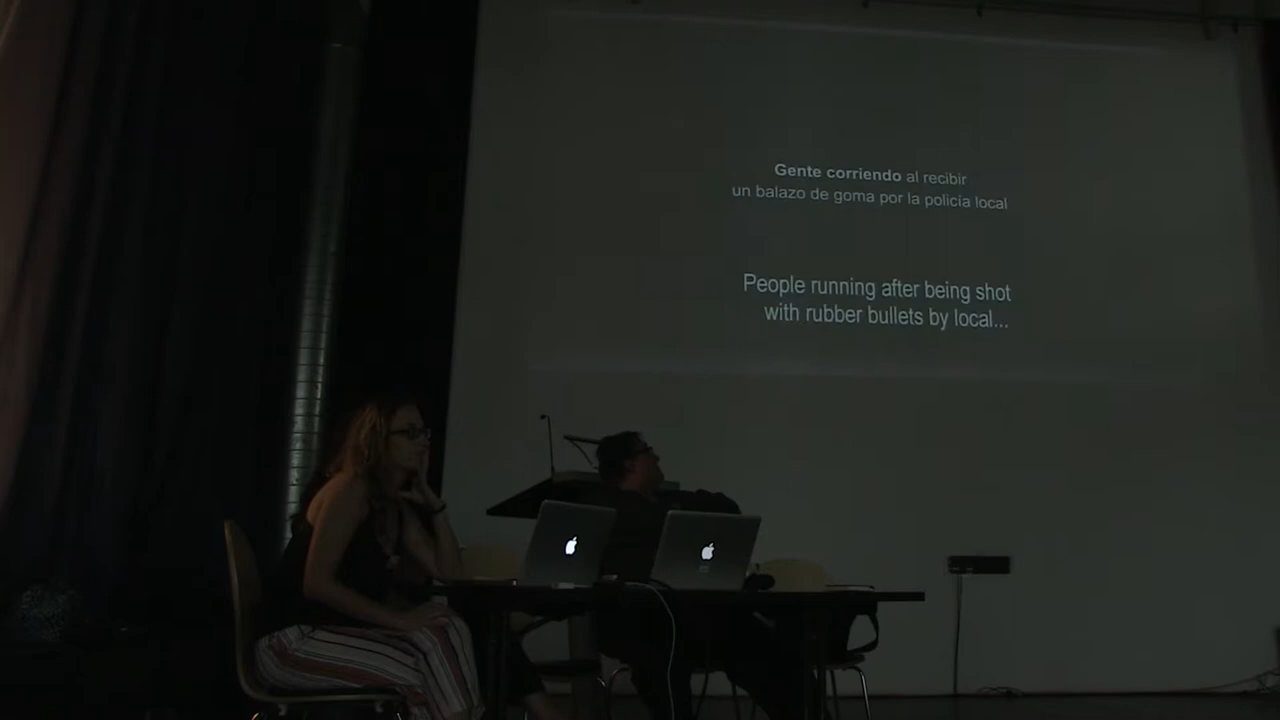 Gente corriendo al recibir
un balazo de goma por la policia local
People running after being shot
with rubber bullets by local...